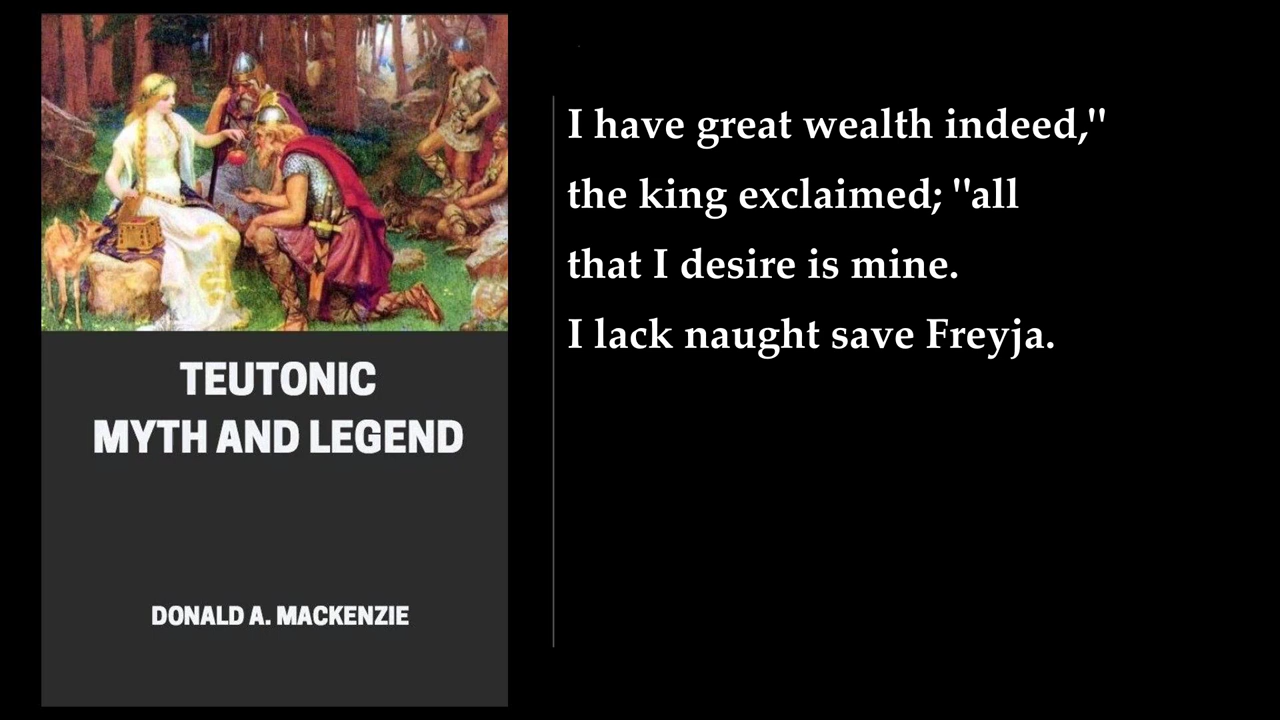 TEUTONIC
MYTH AND LEGEND
DONALD A. MACKENZIE
I have great wealth indeed,"
the king exclaimed; "all
that I desire is mine.
I lack naught save Freyja.